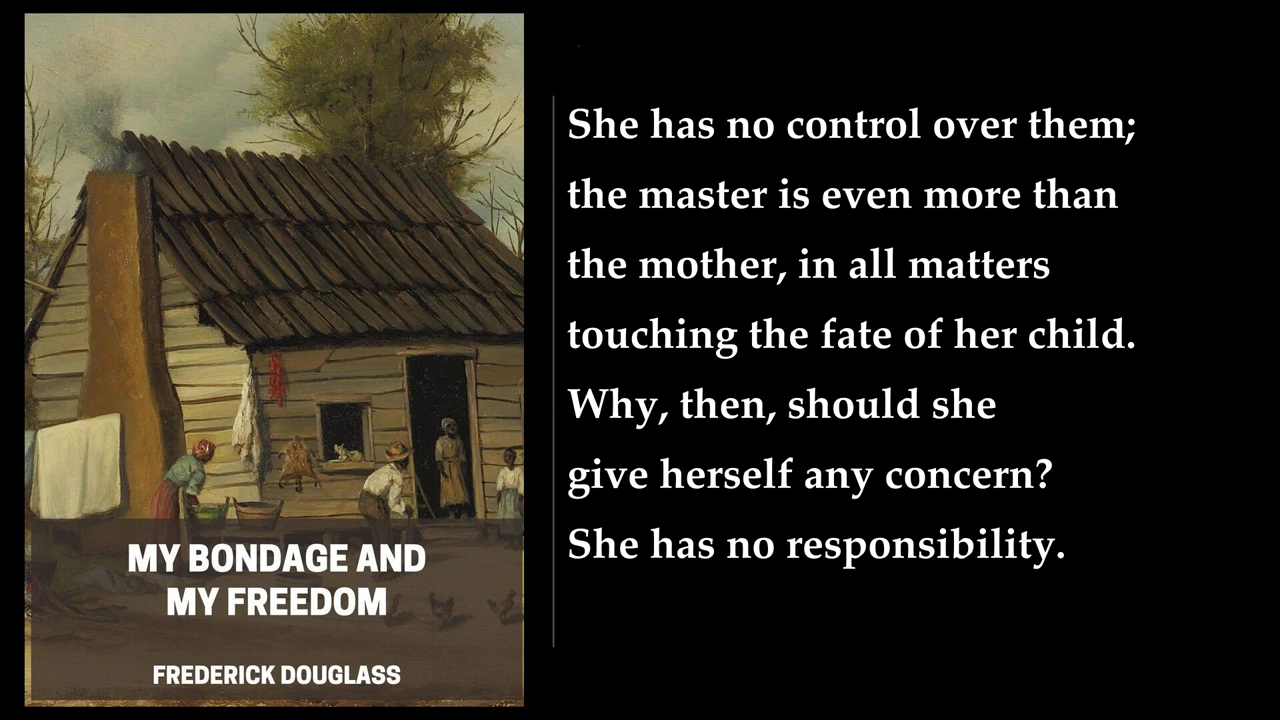 She has no control over them;
the master is even more than
the mother, in all matters
touching the fate of her child.
Why, then, should she
give herself any concern?
She has no responsibility.
MY BONDAGE AND
MY FREEDOM
FREDERICK DOUGLASS